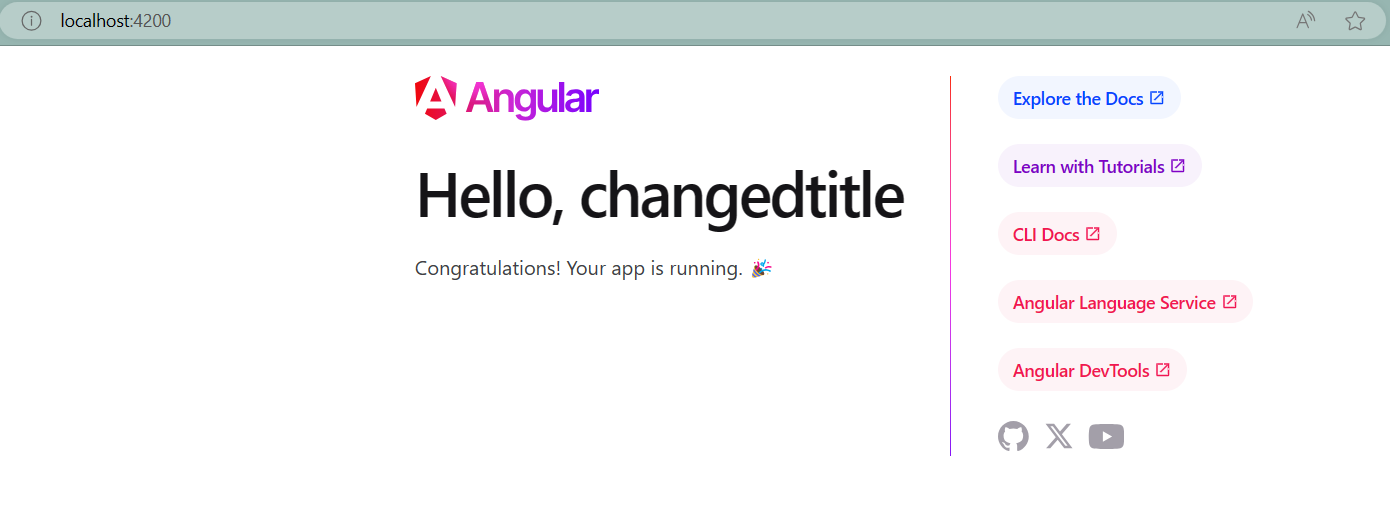 localhost:4200
Angular
Hello, changedtitle
Congratulations! Your app is running. 🎉
Explore the Docs
Learn with Tutorials
CLI Docs
Angular Language Service
Angular DevTools